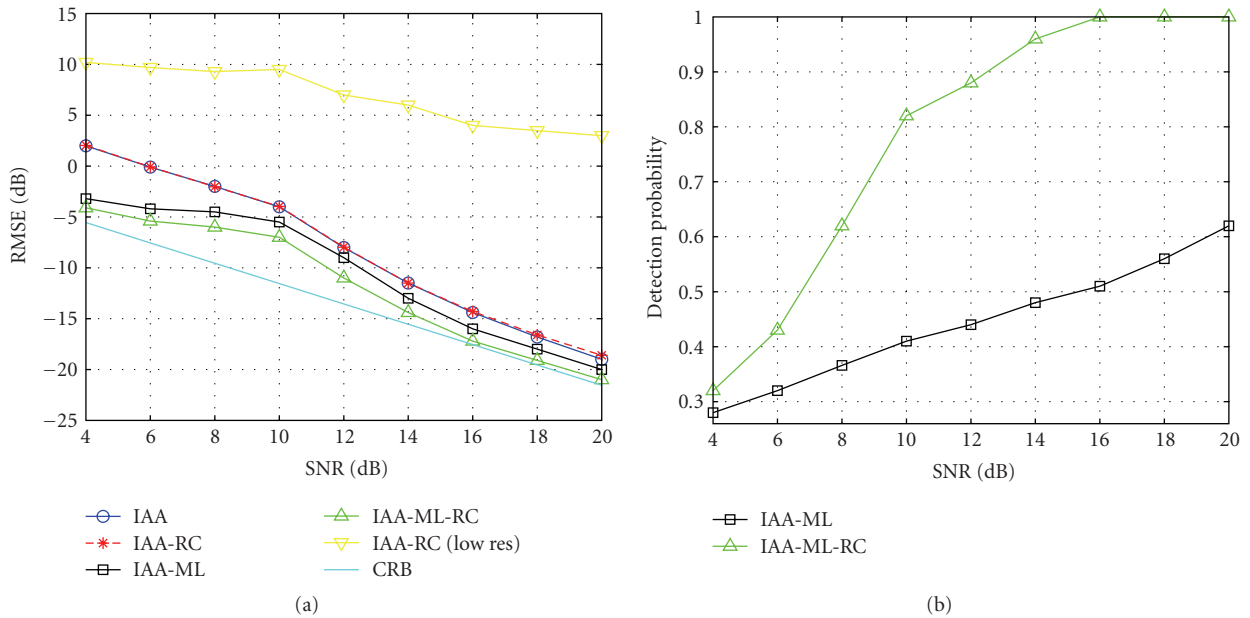 15
10
5
0
−5
−10
−15
−20
−25
RMSE (dB)
4 6 8 10 12 14 16 18 20
SNR (dB)
IAA
IAA-RC
IAA-ML
IAA-ML-RC
IAA-RC (low res)
CRB
(a)
1
0.9
0.8
0.7
0.6
0.5
0.4
0.3
Detection probability
4 6 8 10 12 14 16 18 20
SNR (dB)
IAA-ML
IAA-ML-RC
(b)